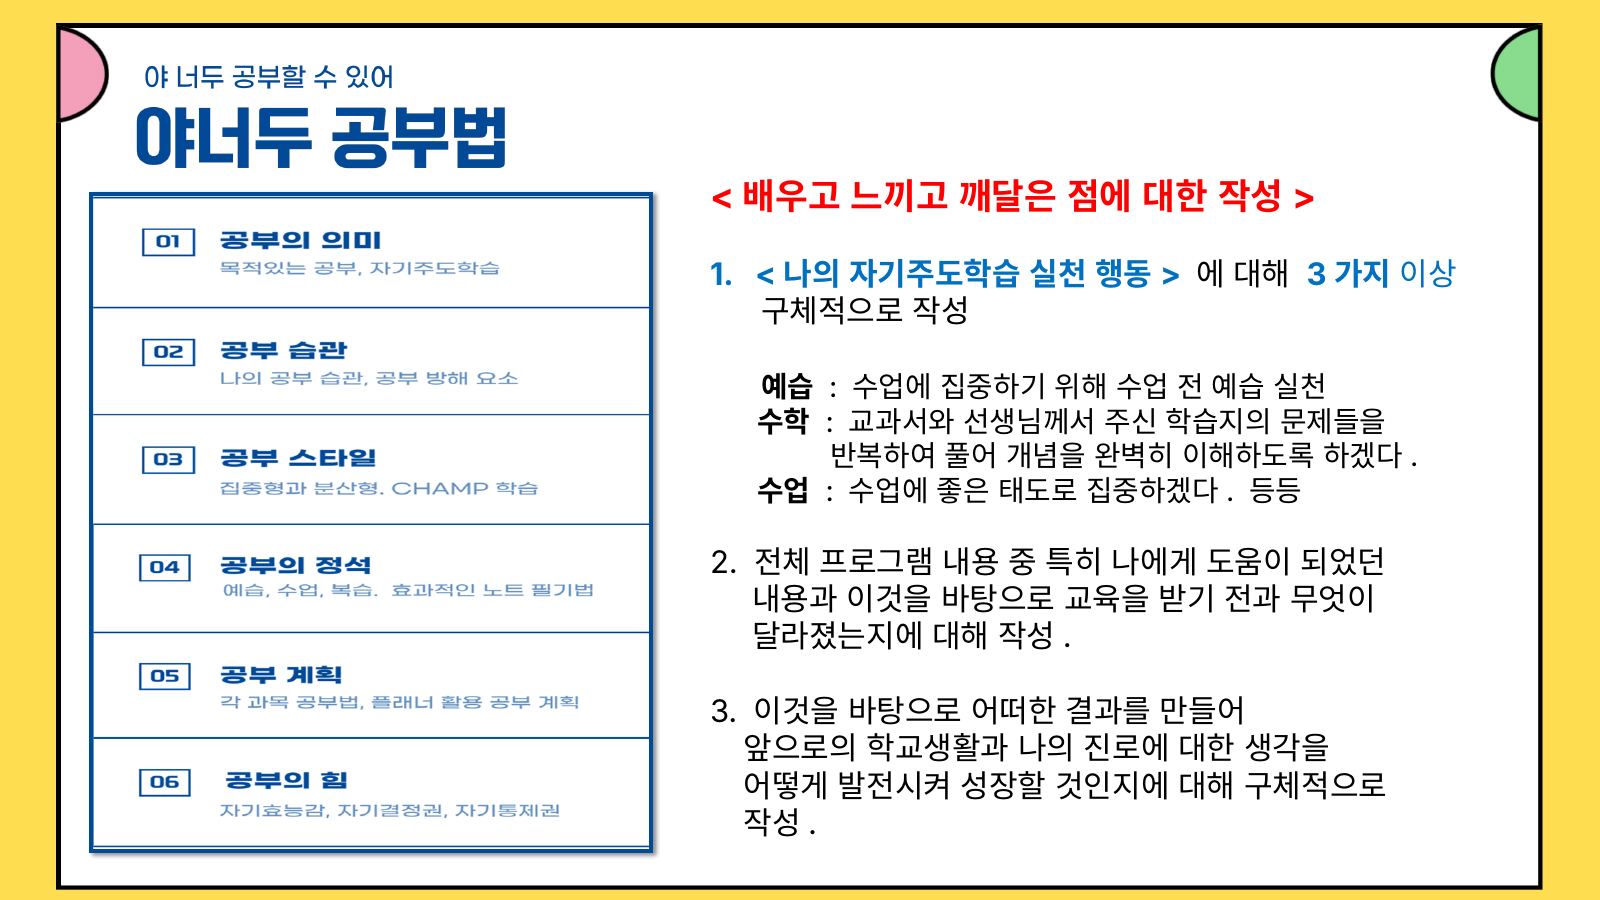 야 너두 공부할 수 있어
야너두 공부법
01 공부의 의미
목적있는 공부, 자기주도학습
02 공부 습관
나의 공부 습관, 공부 방해 요소
03 공부 스타일
집중형과 분산형. CHAMP 학습
04 공부의 정석
예습, 수업, 복습. 효과적인 노트 필기법
05 공부 계획
각 과목 공부법, 플래너 활용 공부 계획
06 공부의 힘
자기효능감, 자기결정권, 자기통제권
< 배우고 느끼고 깨달은 점에 대한 작성 >
1. < 나의 자기주도학습 실천 행동 > 에 대해 3 가지 이상
구체적으로 작성
예습 : 수업에 집중하기 위해 수업 전 예습 실천
수학 : 교과서와 선생님께서 주신 학습지의 문제들을
반복하여 풀어 개념을 완벽히 이해하도록 하겠다 .
수업 : 수업에 좋은 태도로 집중하겠다 . 등등
2. 전체 프로그램 내용 중 특히 나에게 도움이 되었던
내용과 이것을 바탕으로 교육을 받기 전과 무엇이
달라졌는지에 대해 작성 .
3. 이것을 바탕으로 어떠한 결과를 만들어
앞으로의 학교생활과 나의 진로에 대한 생각을
어떻게 발전시켜 성장할 것인지에 대해 구체적으로
작성 .